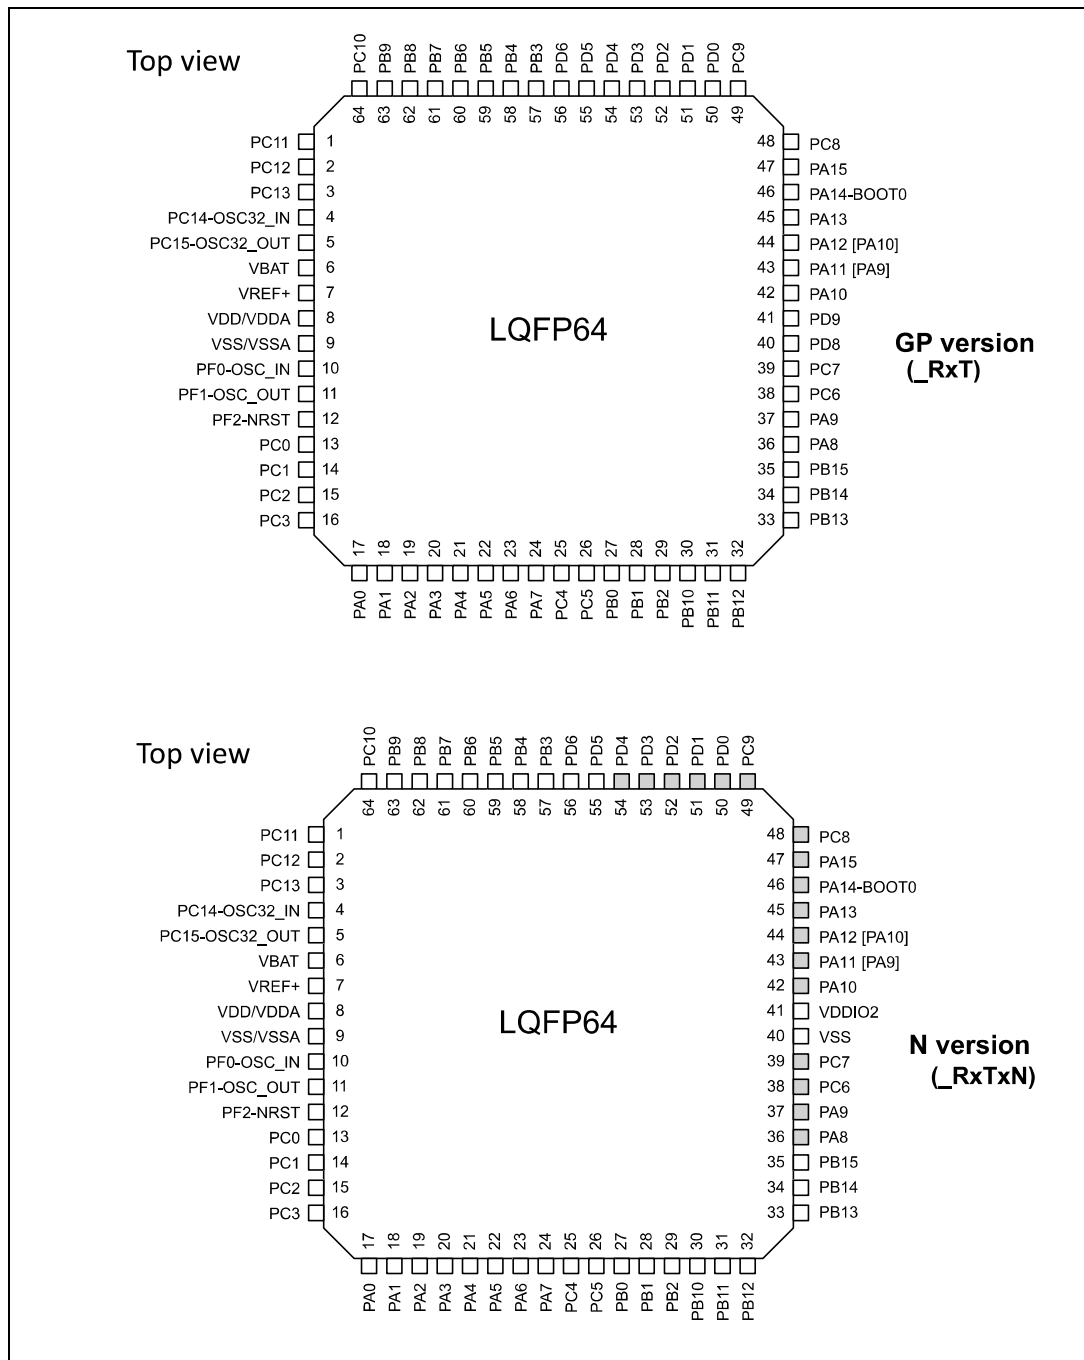 Top view
PC10 PB9 PB8 PB7 PB6 PB5 PB4 PB3 PD6 PD5 PD4 PD3 PD2 PD1 PD0 PC9
64 63 62 61 60 59 58 57 56 55 54 53 52 51 50 49
PC11 1 48 PC8
PC12 2 47 PA15
PC13 3 46 PA14-BOOT0
PC14-OSC32_IN 4 45 PA13
PC15-OSC32_OUT 5 44 PA12 [PA10]
VBAT 6 43 PA11 [PA9]
VREF+ 7 42 PA10
VDD/VDDA 8 41 PD9
VSS/VSSA 9 40 PD8
PF0-OSC_IN 10 39 PC7
PF1-OSC_OUT 11 38 PC6
PF2-NRST 12 37 PA9
PC0 13 36 PA8
PC1 14 35 PB15
PC2 15 34 PB14
PC3 16 33 PB13
LQFP64
GP version
(_RxT)
17 18 19 20 21 22 23 24 25 26 27 28 29 30 31 32
PA0 PA1 PA2 PA3 PA4 PA5 PA6 PA7 PC4 PC5 PB0 PB1 PB2 PB10 PB11 PB12
Top view
PC10 PB9 PB8 PB7 PB6 PB5 PB4 PB3 PD6 PD5 PD4 PD3 PD2 PD1 PD0 PC9
64 63 62 61 60 59 58 57 56 55 54 53 52 51 50 49
PC11 1 48 PC8
PC12 2 47 PA15
PC13 3 46 PA14-BOOT0
PC14-OSC32_IN 4 45 PA13
PC15-OSC32_OUT 5 44 PA12 [PA10]
VBAT 6 43 PA11 [PA9]
VREF+ 7 42 PA10
VDD/VDDA 8 41 VDDIO2
VSS/VSSA 9 40 VSS
PF0-OSC_IN 10 39 PC7
PF1-OSC_OUT 11 38 PC6
PF2-NRST 12 37 PA9
PC0 13 36 PA8
PC1 14 35 PB15
PC2 15 34 PB14
PC3 16 33 PB13
LQFP64
N version
(_RxTxN)
17 18 19 20 21 22 23 24 25 26 27 28 29 30 31 32
PA0 PA1 PA2 PA3 PA4 PA5 PA6 PA7 PC4 PC5 PB0 PB1 PB2 PB10 PB11 PB12